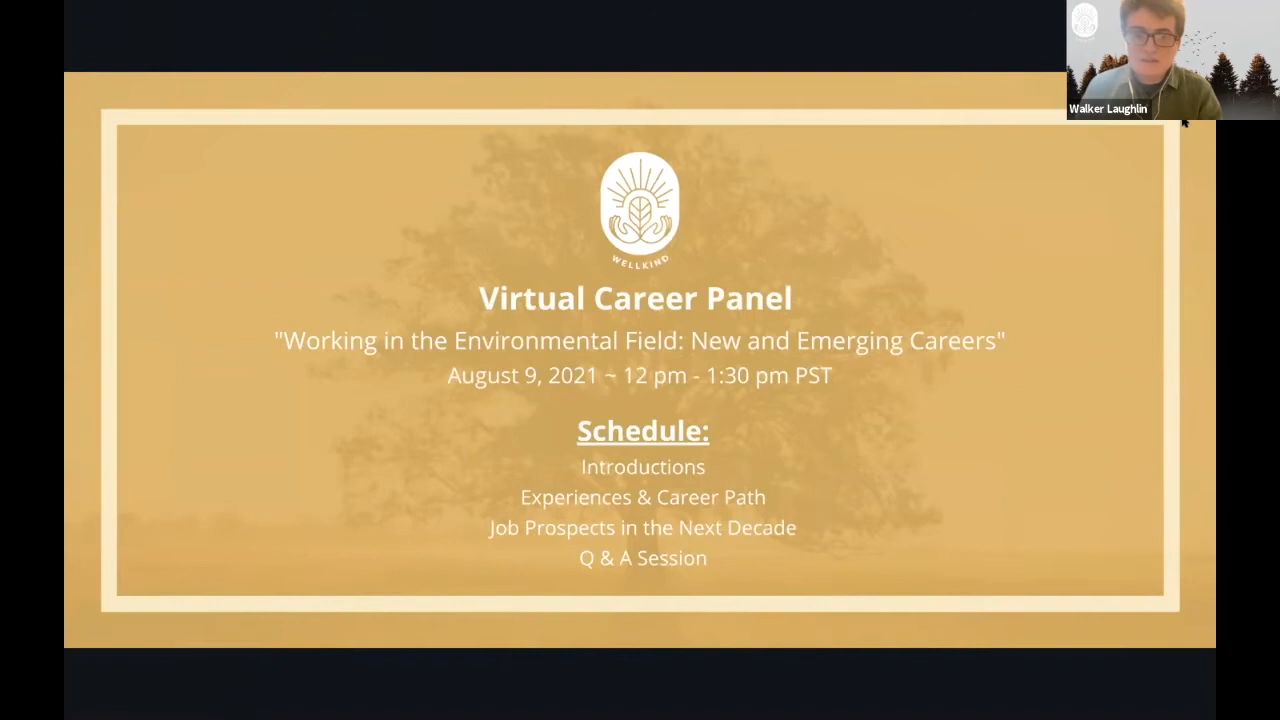 Walker Laughlin
WELLKIND
Virtual Career Panel
"Working in the Environmental Field: New and Emerging Careers"
August 9, 2021 ~ 12 pm - 1:30 pm PST
Schedule:
Introductions
Experiences & Career Path
Job Prospects in the Next Decade
Q & A Session